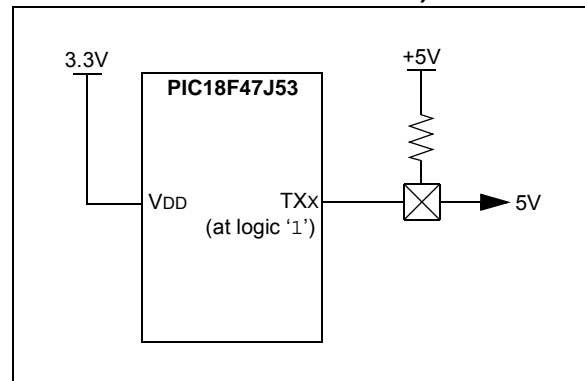 3.3V
+5V
PIC18F47J53
VDD
TXX
5V
(at logic ‘1’)